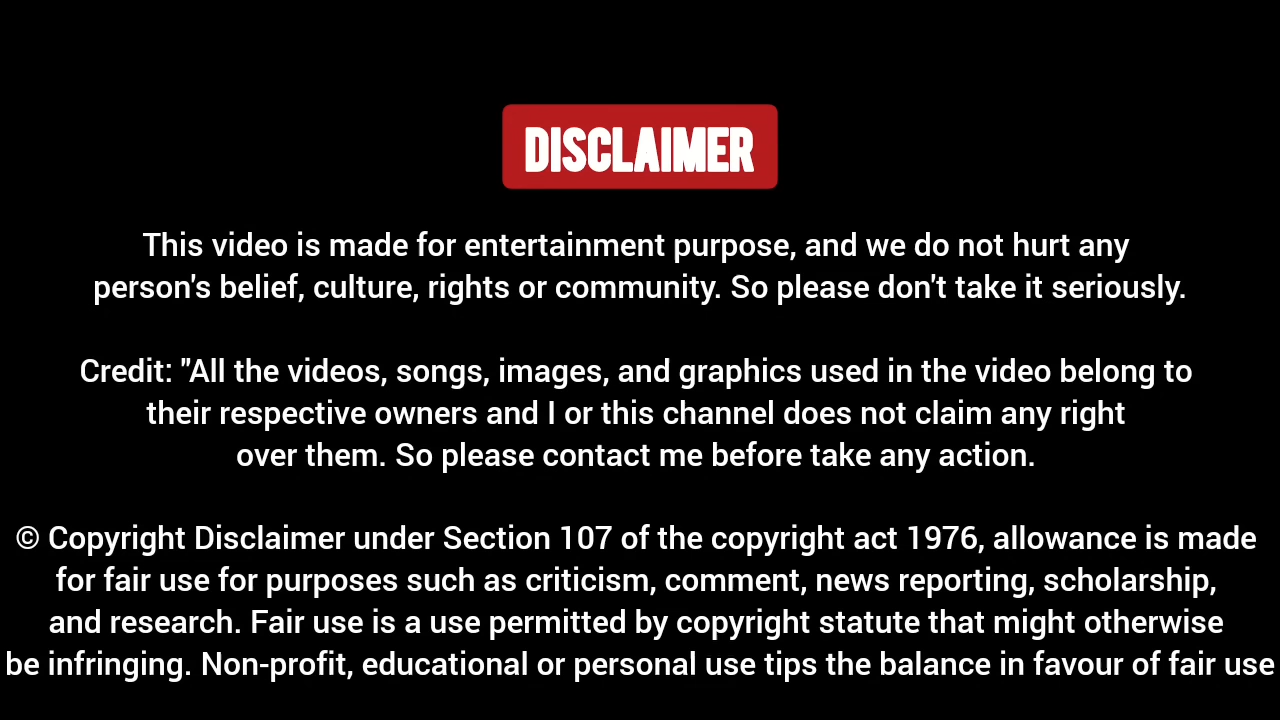 DISCLAIMER
This video is made for entertainment purpose, and we do not hurt any
person's belief, culture, rights or community. So please don't take it seriously.
Credit: "All the videos, songs, images, and graphics used in the video belong to
their respective owners and I or this channel does not claim any right
over them. So please contact me before take any action.
© Copyright Disclaimer under Section 107 of the copyright act 1976, allowance is made
for fair use for purposes such as criticism, comment, news reporting, scholarship,
and research. Fair use is a use permitted by copyright statute that might otherwise
be infringing. Non-profit, educational or personal use tips the balance in favour of fair use